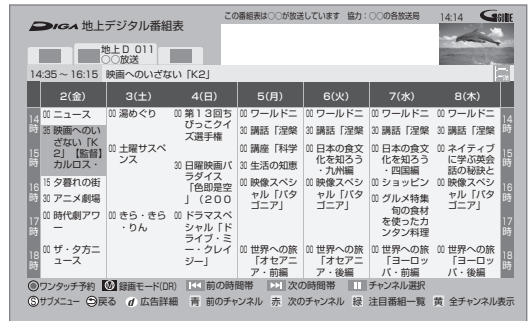 この番組表は○○が放送しています 協力:○○の各放送局 14:14 GGUIDE
DIGA 地上デジタル番組表
地上D 011
○○放送
14:35～16:15 映画へのいざない「K2」
2(金) 3(土) 4(日) 5(月) 6(火) 7(水) 8(木)
14時
15時
16時
17時
18時
00 ニュース
35 映画へのいざない「K2」【監督】カルロス・
15 夕暮れの街
30 アニメ劇場
00 時代劇アワー
00 ザ・夕方ニュース
00 湯めぐり
00 土曜サスペンス
00 きら・きら・りん
00 第13回ちびっこクイズ選手権
30 日曜映画パラダイス「色即是空」(200
00 ドラマスペシャル「ドライブ・ミー・クレイジー」
00 ワールドニ
30 講話「涅槃
00 講座「科学
30 生活の知恵
00 映像スペシャル「パタゴニア」
00 世界への旅「オセアニア・前編
00 ワールドニ
30 講話「涅槃
00 日本の食文化を知ろう・九州編
00 映像スペシャル「パタゴニア」
00 世界への旅「オセアニア・後編
00 ワールドニ
30 講話「涅槃
00 日本の食文化を知ろう・四国編
00 ショッピン
00 グルメ特集 旬の食材を使ったカンタン料理
00 世界への旅「ヨーロッパ・前編
00 ワールドニ
30 講話「涅槃
00 ネイティブに学ぶ英会話の秘訣と
00 映像スペシャル「パタゴニア」
00 世界への旅「ヨーロッパ・後編
ワンタッチ予約 録画モード(DR) 前の時間帯 次の時間帯 チャンネル選択
Ⓢサブメニュー 戻る d 広告詳細 青 前のチャンネル 赤 次のチャンネル 緑 注目番組一覧 黄 全チャンネル表示